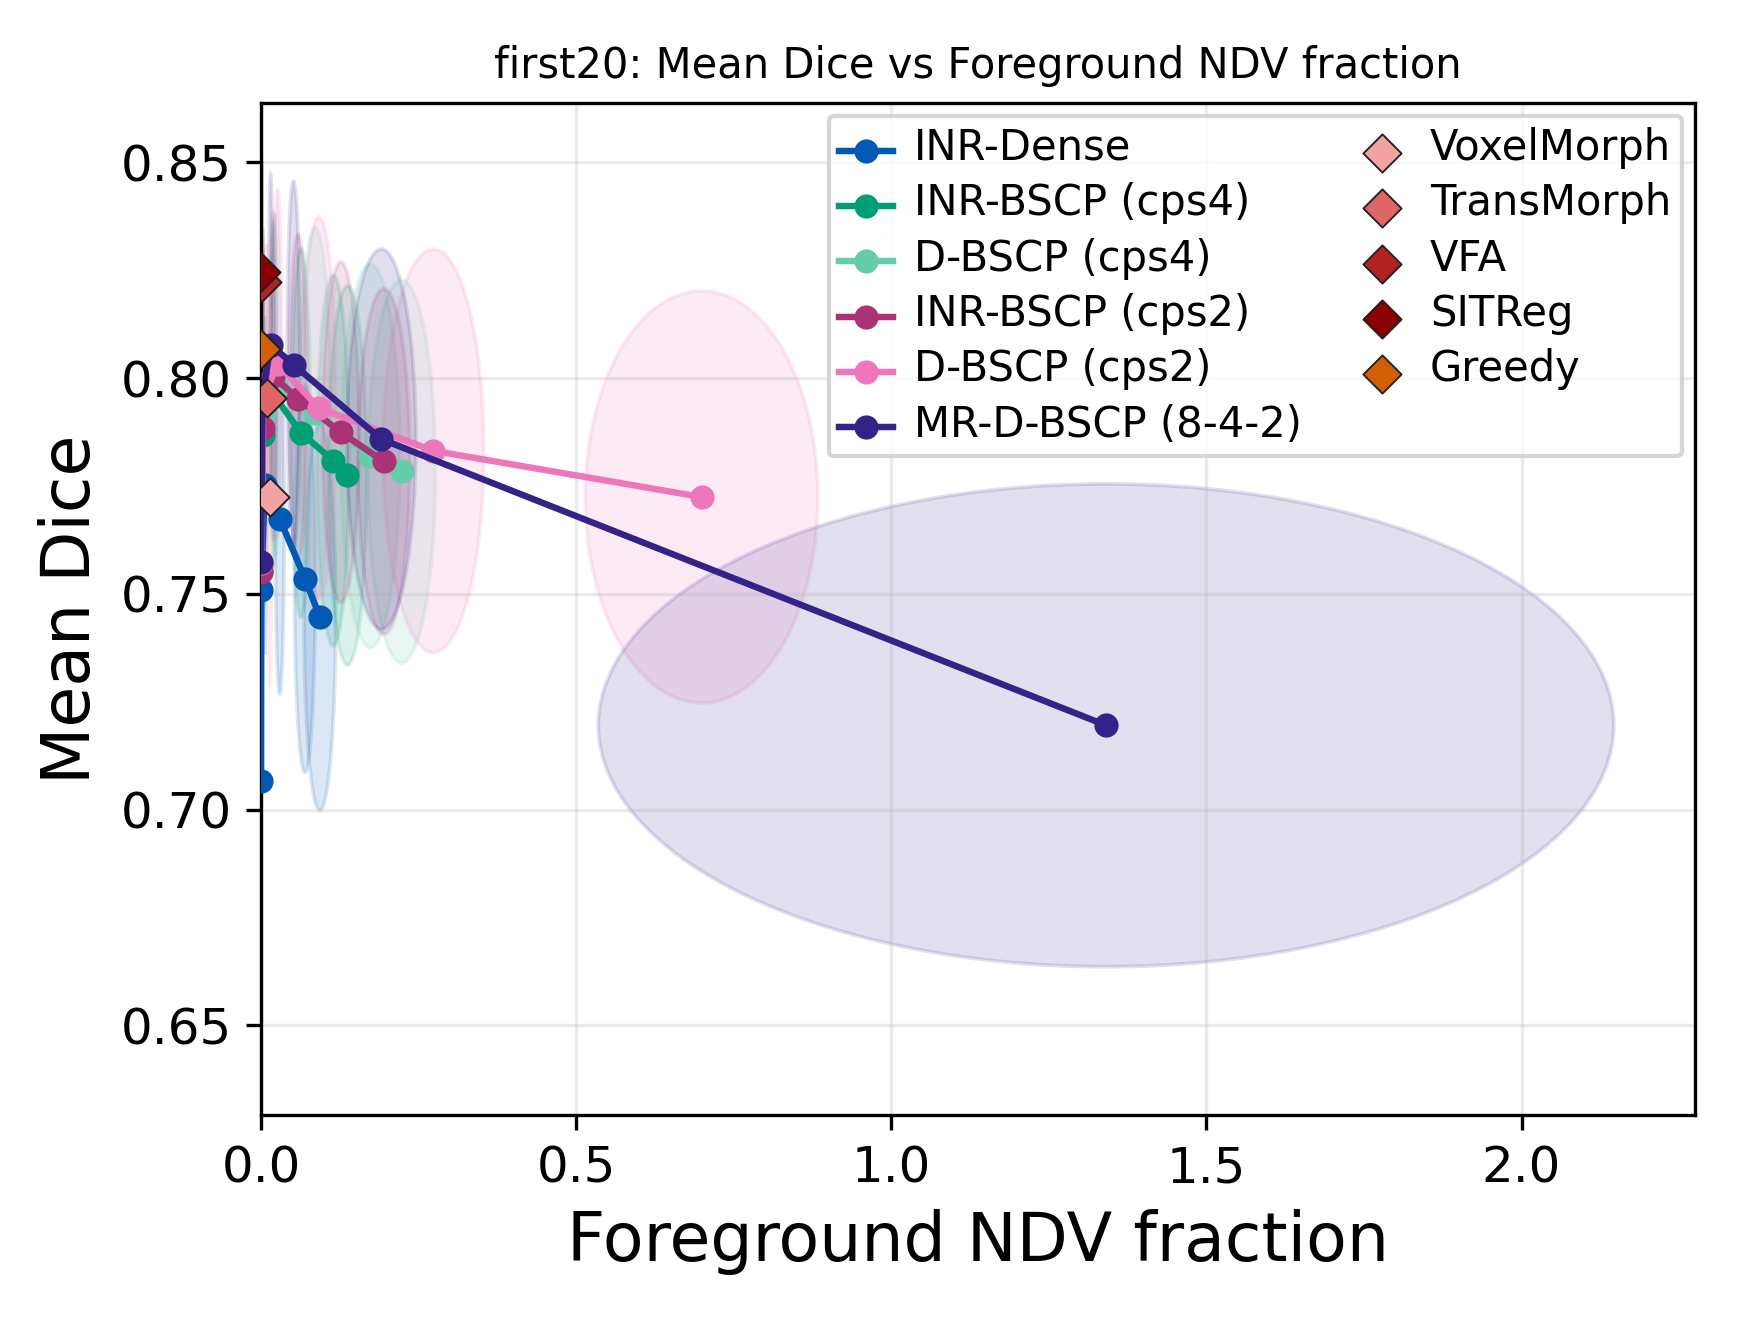 first20: Mean Dice vs Foreground NDV fraction
INR-Dense
INR-BSCP (cps4)
D-BSCP (cps4)
INR-BSCP (cps2)
D-BSCP (cps2)
MR-D-BSCP (8-4-2)
VoxelMorph
TransMorph
VFA
SITReg
Greedy
Mean Dice
0.85
0.80
0.75
0.70
0.65
0.0
0.5
1.0
1.5
2.0
Foreground NDV fraction